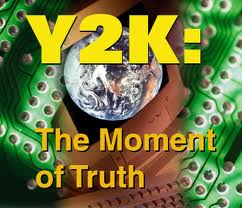 Y2K:
The Moment
of Truth